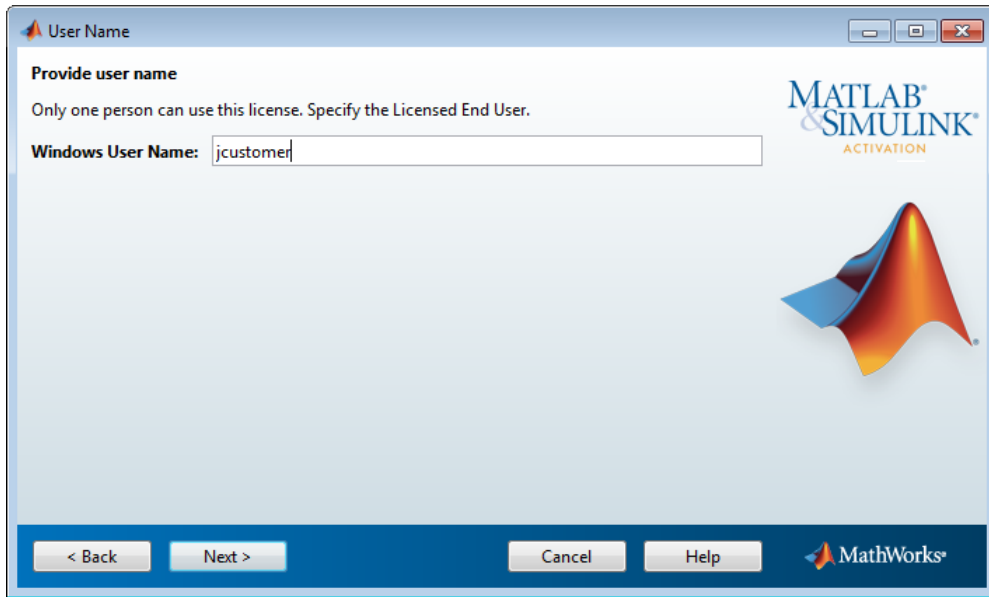 User Name
Provide user name
Only one person can use this license. Specify the Licensed End User.
Windows User Name: jcustomer
MATLAB®
&SIMULINK®
ACTIVATION
®
< Back Next > Cancel Help MathWorks®